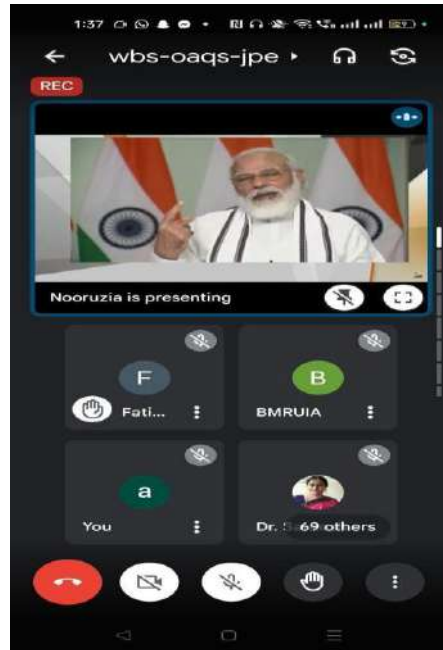 1:37
wbs-oaqs-jpe
REC
Nooruzia is presenting
F
Fati...
B
BMRUIA
a
You
Dr. S
69 others